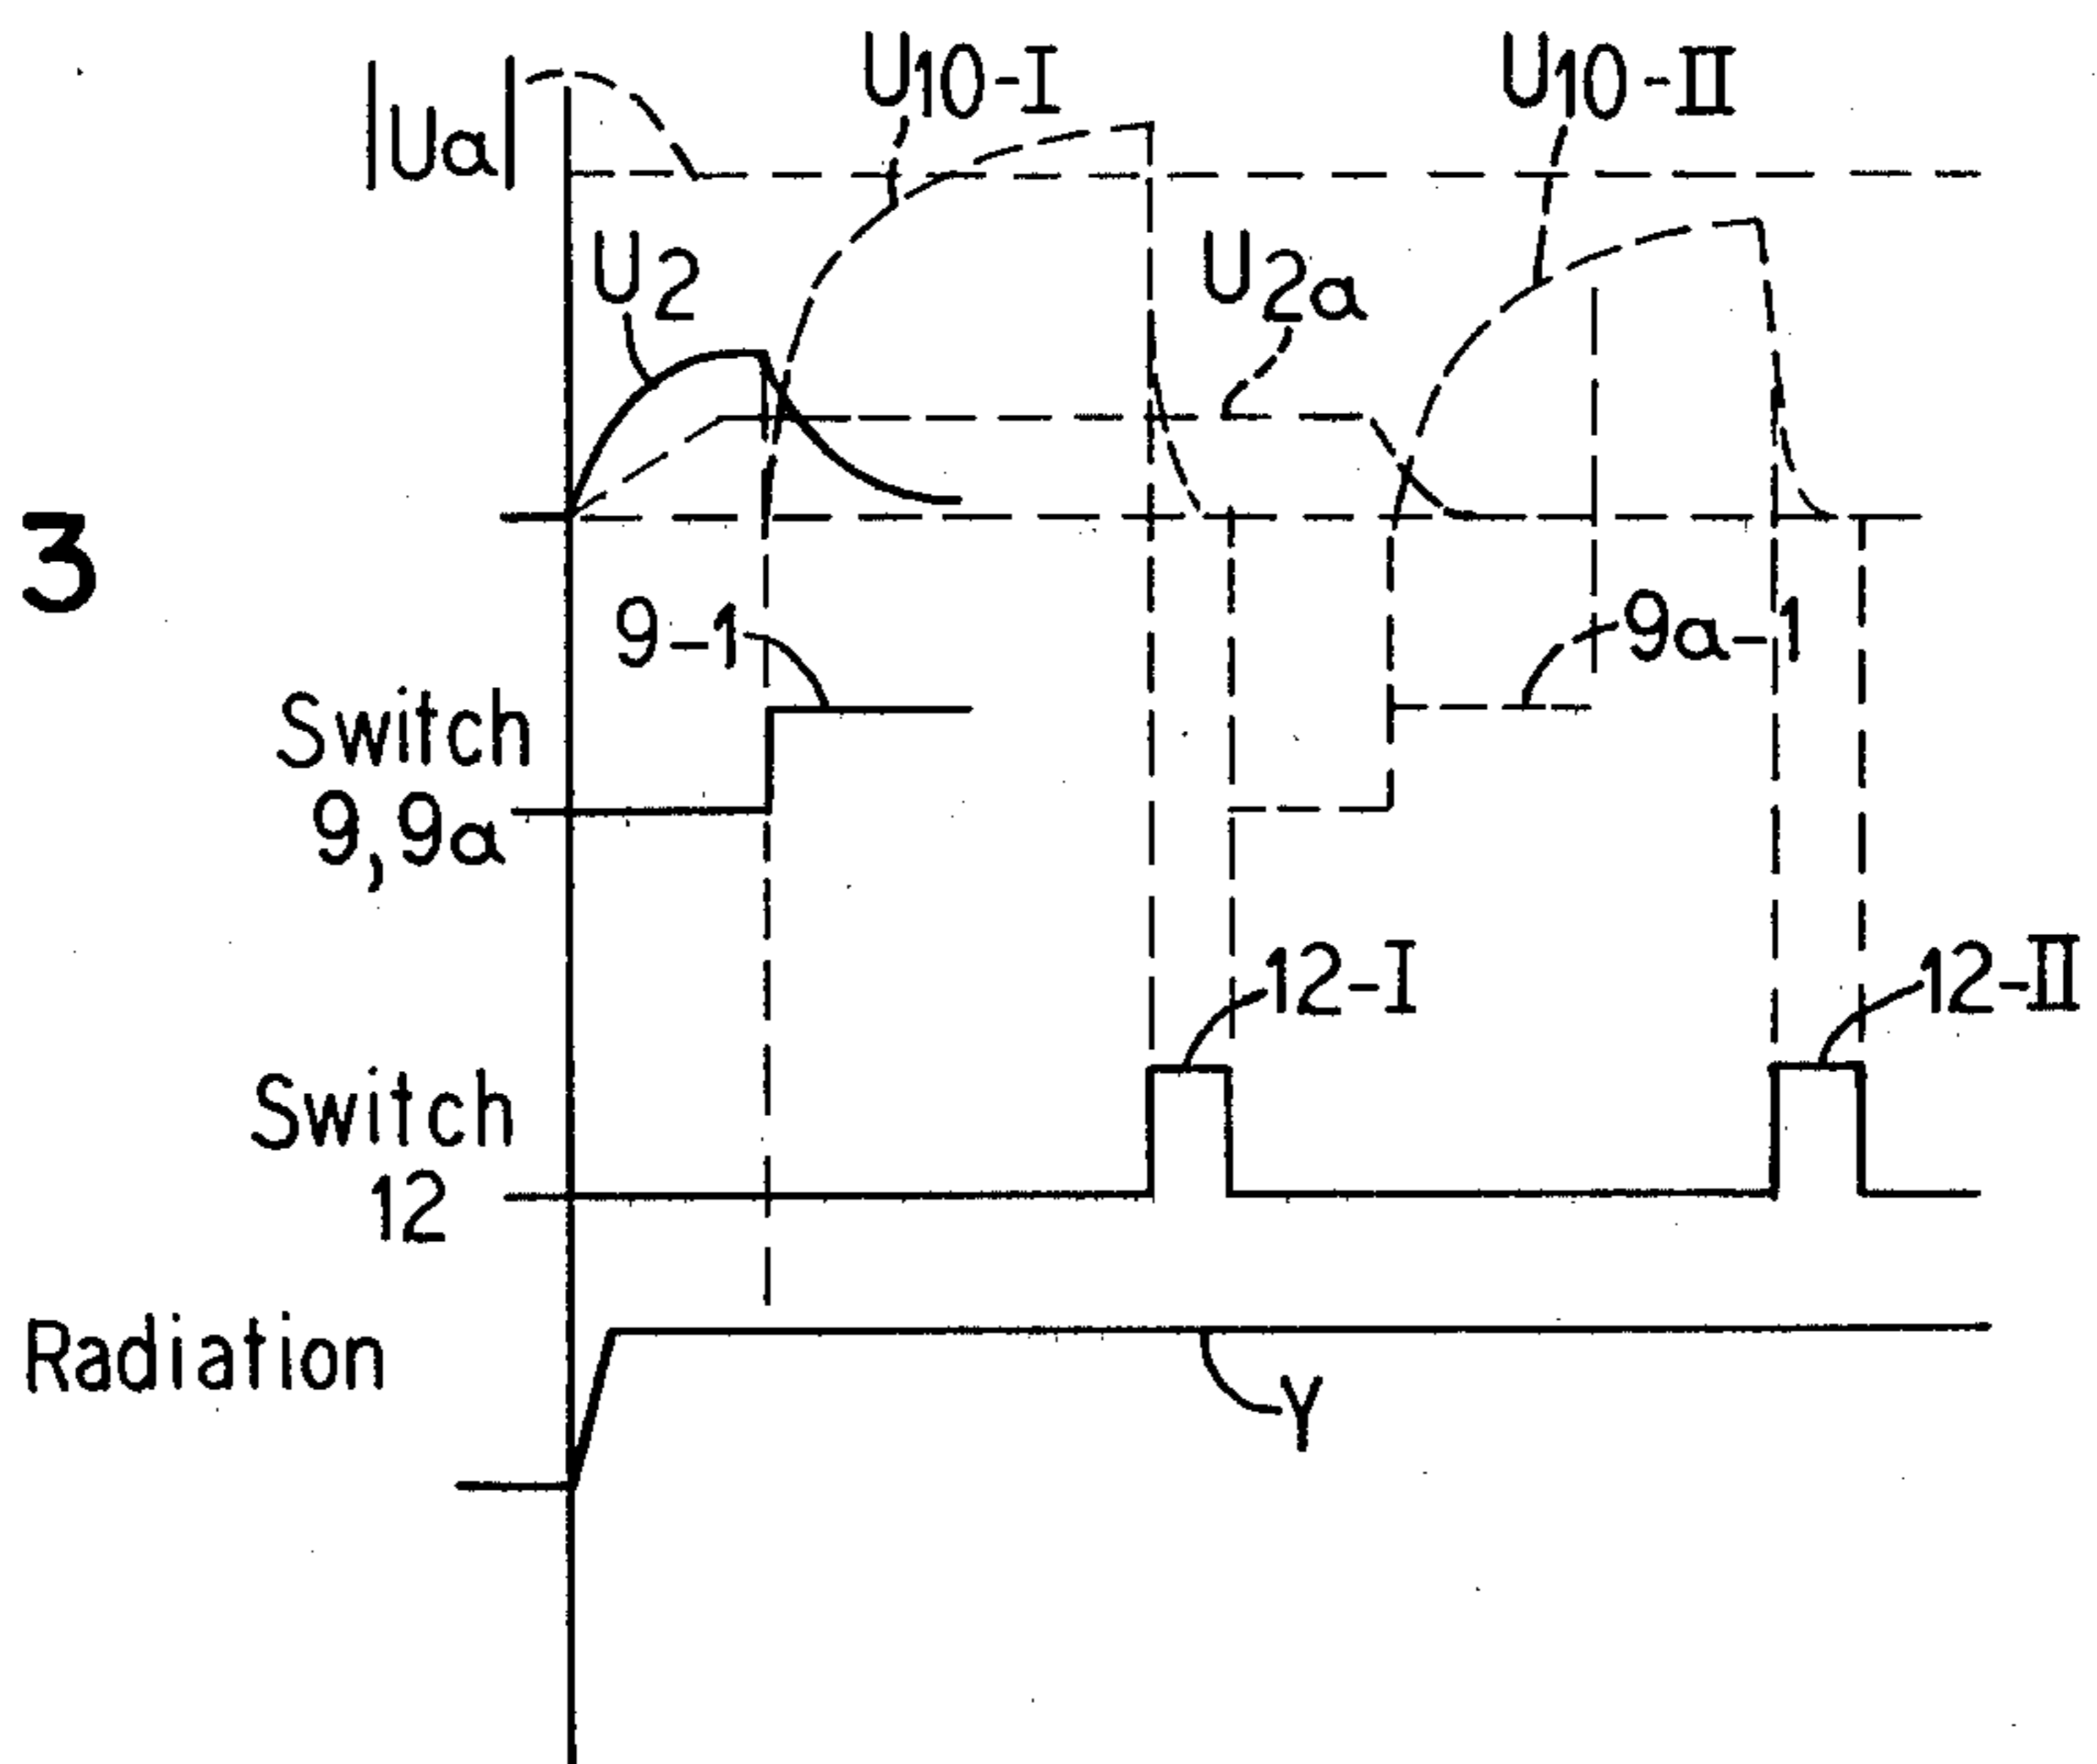 U10-I
U10-II
|Ua|
U2
U2a
3
9-1
9a-1
Switch
9,9a
12-I
12-II
Switch
12
Radiation
Y